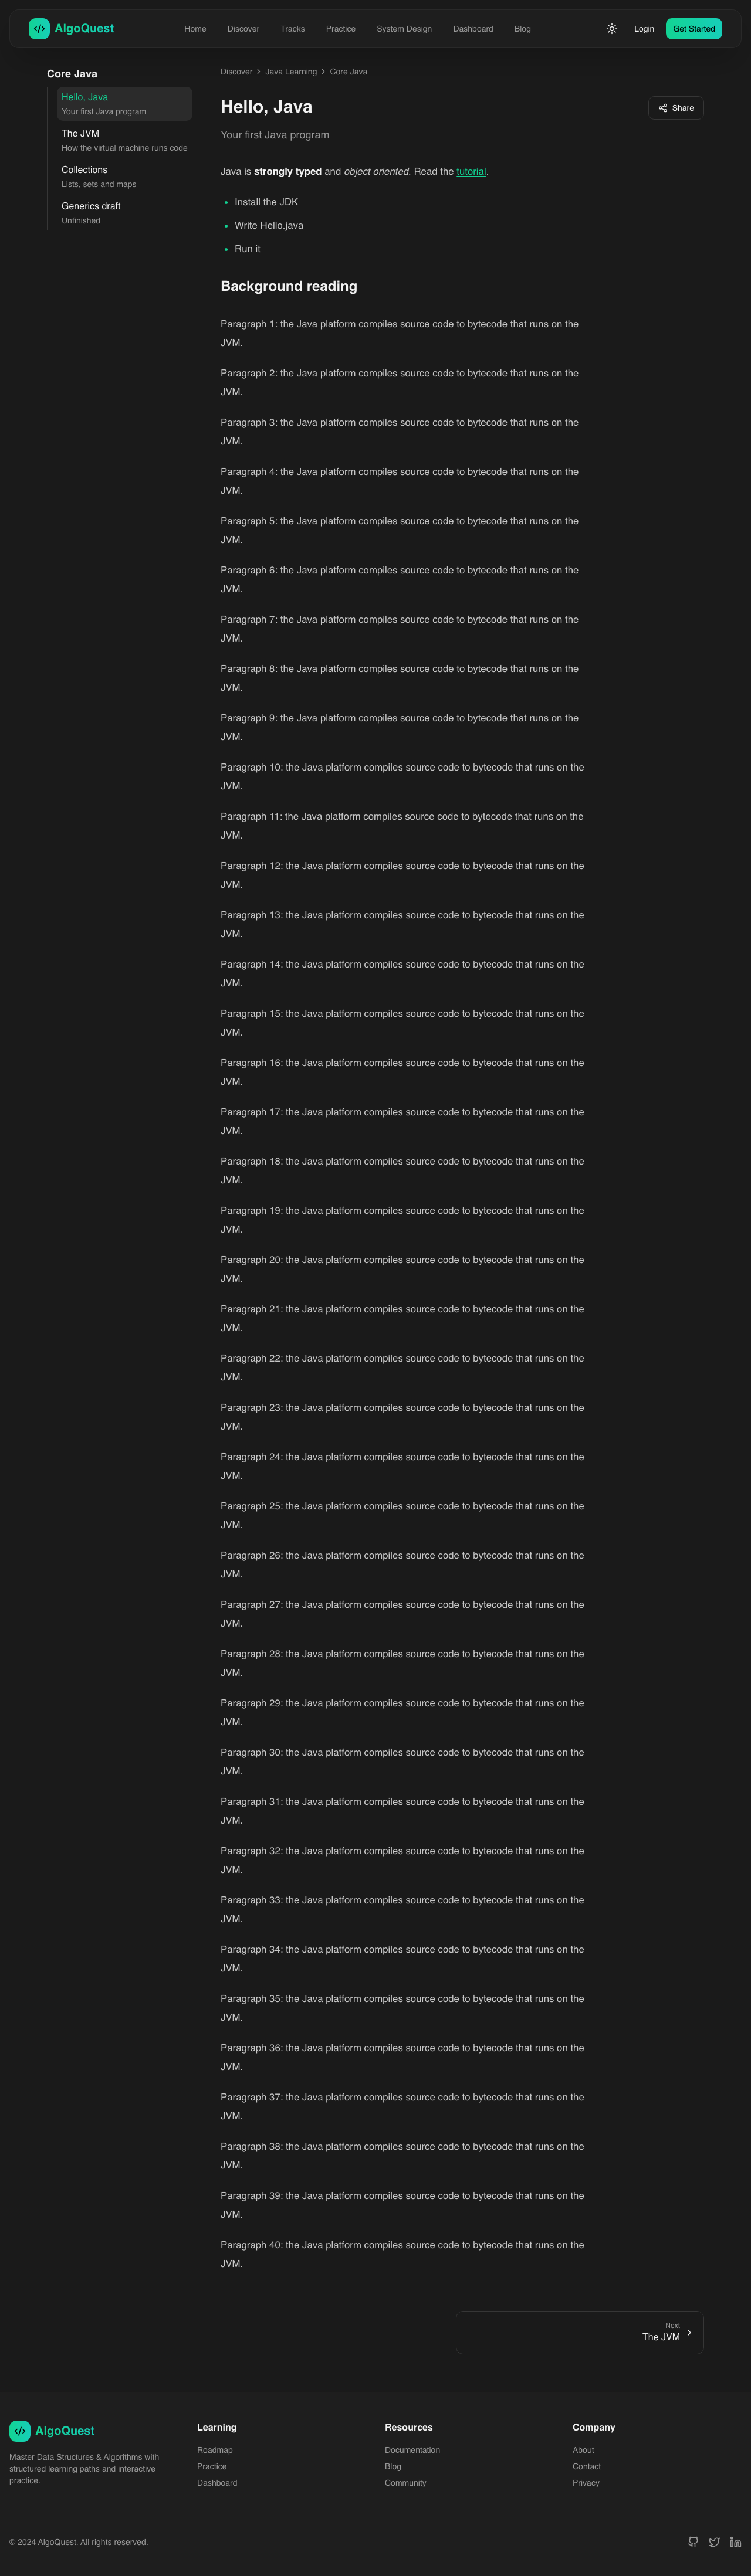 AlgoQuest
Home Discover Tracks Practice System Design Dashboard Blog
Login Get Started
Core Java
Hello, Java
Your first Java program
The JVM
How the virtual machine runs code
Collections
Lists, sets and maps
Generics draft
Unfinished
Discover > Java Learning > Core Java
Hello, Java
Share
Your first Java program
Java is strongly typed and object oriented. Read the tutorial.
• Install the JDK
• Write Hello.java
• Run it
Background reading
Paragraph 1: the Java platform compiles source code to bytecode that runs on the
JVM.
Paragraph 2: the Java platform compiles source code to bytecode that runs on the
JVM.
Paragraph 3: the Java platform compiles source code to bytecode that runs on the
JVM.
Paragraph 4: the Java platform compiles source code to bytecode that runs on the
JVM.
Paragraph 5: the Java platform compiles source code to bytecode that runs on the
JVM.
Paragraph 6: the Java platform compiles source code to bytecode that runs on the
JVM.
Paragraph 7: the Java platform compiles source code to bytecode that runs on the
JVM.
Paragraph 8: the Java platform compiles source code to bytecode that runs on the
JVM.
Paragraph 9: the Java platform compiles source code to bytecode that runs on the
JVM.
Paragraph 10: the Java platform compiles source code to bytecode that runs on the
JVM.
Paragraph 11: the Java platform compiles source code to bytecode that runs on the
JVM.
Paragraph 12: the Java platform compiles source code to bytecode that runs on the
JVM.
Paragraph 13: the Java platform compiles source code to bytecode that runs on the
JVM.
Paragraph 14: the Java platform compiles source code to bytecode that runs on the
JVM.
Paragraph 15: the Java platform compiles source code to bytecode that runs on the
JVM.
Paragraph 16: the Java platform compiles source code to bytecode that runs on the
JVM.
Paragraph 17: the Java platform compiles source code to bytecode that runs on the
JVM.
Paragraph 18: the Java platform compiles source code to bytecode that runs on the
JVM.
Paragraph 19: the Java platform compiles source code to bytecode that runs on the
JVM.
Paragraph 20: the Java platform compiles source code to bytecode that runs on the
JVM.
Paragraph 21: the Java platform compiles source code to bytecode that runs on the
JVM.
Paragraph 22: the Java platform compiles source code to bytecode that runs on the
JVM.
Paragraph 23: the Java platform compiles source code to bytecode that runs on the
JVM.
Paragraph 24: the Java platform compiles source code to bytecode that runs on the
JVM.
Paragraph 25: the Java platform compiles source code to bytecode that runs on the
JVM.
Paragraph 26: the Java platform compiles source code to bytecode that runs on the
JVM.
Paragraph 27: the Java platform compiles source code to bytecode that runs on the
JVM.
Paragraph 28: the Java platform compiles source code to bytecode that runs on the
JVM.
Paragraph 29: the Java platform compiles source code to bytecode that runs on the
JVM.
Paragraph 30: the Java platform compiles source code to bytecode that runs on the
JVM.
Paragraph 31: the Java platform compiles source code to bytecode that runs on the
JVM.
Paragraph 32: the Java platform compiles source code to bytecode that runs on the
JVM.
Paragraph 33: the Java platform compiles source code to bytecode that runs on the
JVM.
Paragraph 34: the Java platform compiles source code to bytecode that runs on the
JVM.
Paragraph 35: the Java platform compiles source code to bytecode that runs on the
JVM.
Paragraph 36: the Java platform compiles source code to bytecode that runs on the
JVM.
Paragraph 37: the Java platform compiles source code to bytecode that runs on the
JVM.
Paragraph 38: the Java platform compiles source code to bytecode that runs on the
JVM.
Paragraph 39: the Java platform compiles source code to bytecode that runs on the
JVM.
Paragraph 40: the Java platform compiles source code to bytecode that runs on the
JVM.
Next
The JVM
AlgoQuest
Master Data Structures & Algorithms with
structured learning paths and interactive
practice.
Learning
Roadmap
Practice
Dashboard
Resources
Documentation
Blog
Community
Company
About
Contact
Privacy
© 2024 AlgoQuest. All rights reserved.